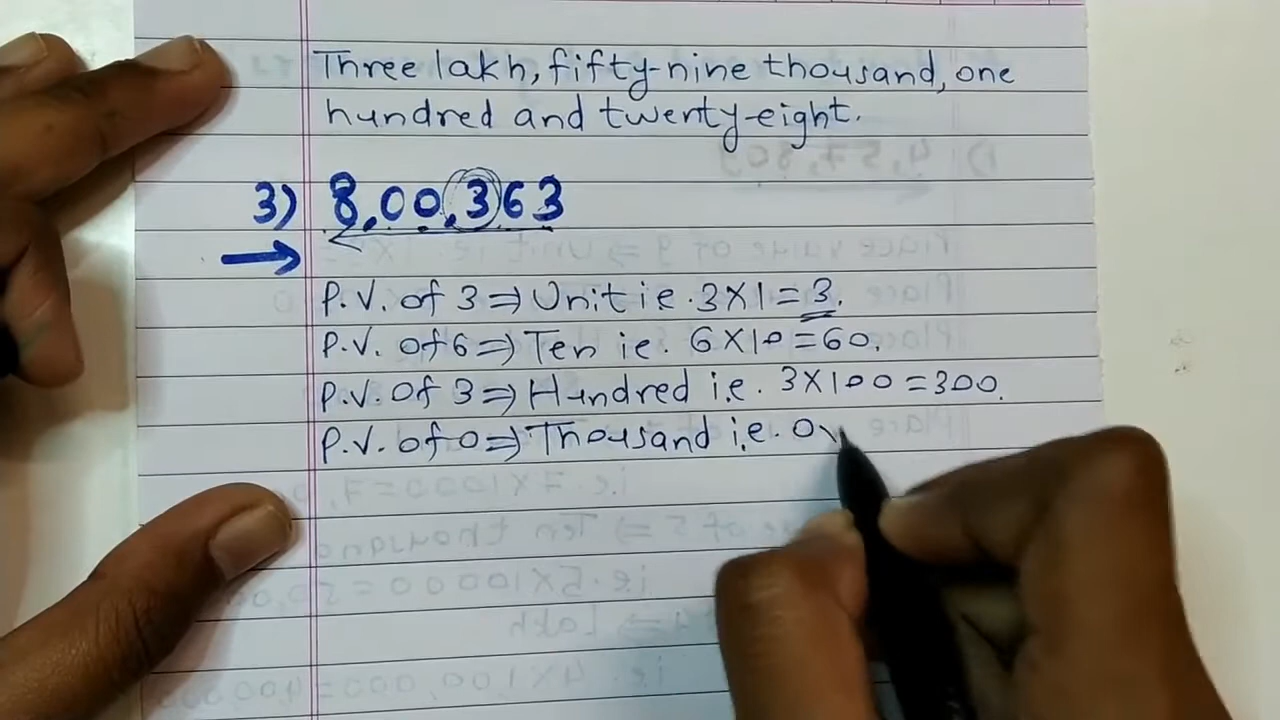 Three lakh, fifty-nine thousand, one
hundred and twenty-eight.
3) 8,00,363
P.V. of 3 ⇒ Unit i.e. 3×1=3.
P.V. of 6 ⇒ Ten i.e. 6×10=60.
P.V. of 3 ⇒ Hundred i.e. 3×100=300.
P.V. of 0 ⇒ Thousand i.e. 0×